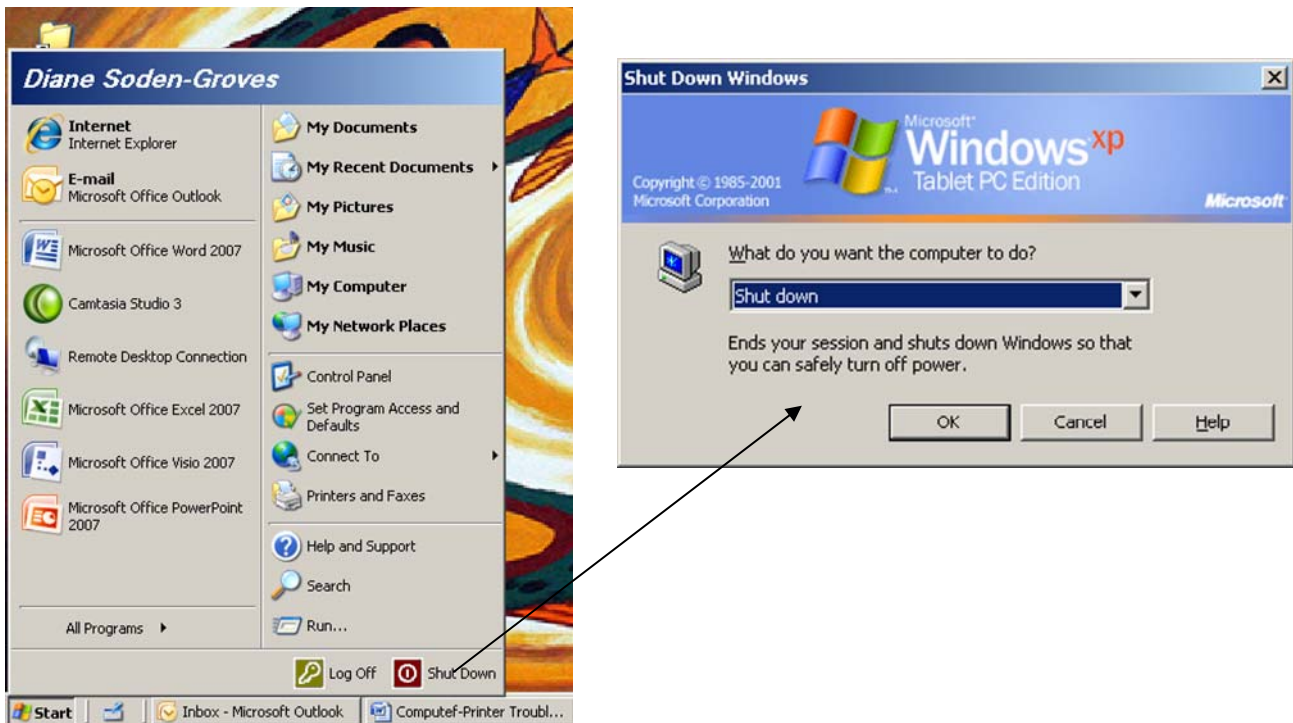 Diane Soden-Groves
Internet
Internet Explorer
E-mail
Microsoft Office Outlook
Microsoft Office Word 2007
Camtasia Studio 3
Remote Desktop Connection
Microsoft Office Excel 2007
Microsoft Office Visio 2007
Microsoft Office PowerPoint
2007
All Programs
My Documents
My Recent Documents
My Pictures
My Music
My Computer
My Network Places
Control Panel
Set Program Access and
Defaults
Connect To
Printers and Faxes
Help and Support
Search
Run...
Log Off
Shut Down
Start
Inbox - Microsoft Outlook
Computef-Printer Troubl...
Shut Down Windows
Microsoft
Windows xp
Tablet PC Edition
Copyright © 1985-2001
Microsoft Corporation
Microsoft
What do you want the computer to do?
Shut down
Ends your session and shuts down Windows so that
you can safely turn off power.
OK
Cancel
Help